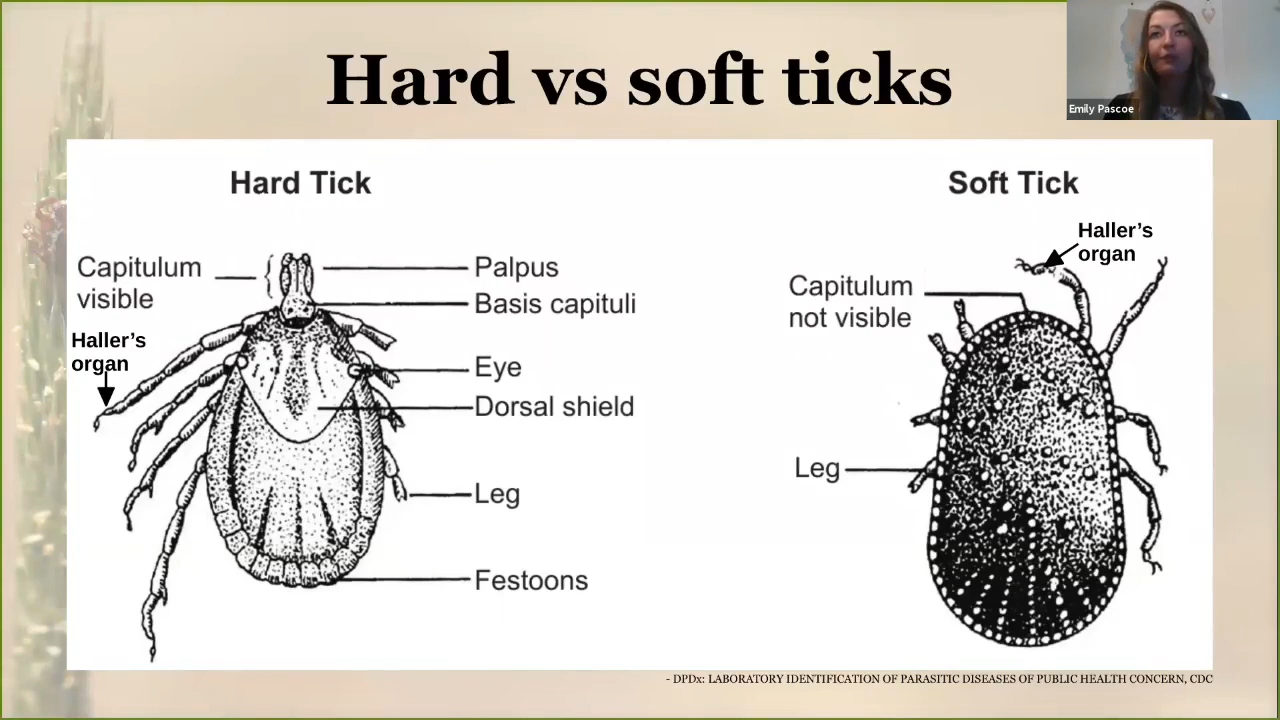 Hard vs soft ticks
Emily Pascoe
Hard Tick
Capitulum
visible
Haller's
organ
Palpus
Basis capituli
Eye
Dorsal shield
Leg
Festoons
Soft Tick
Haller's
organ
Capitulum
not visible
Leg
- DPDx: LABORATORY IDENTIFICATION OF PARASITIC DISEASES OF PUBLIC HEALTH CONCERN, CDC